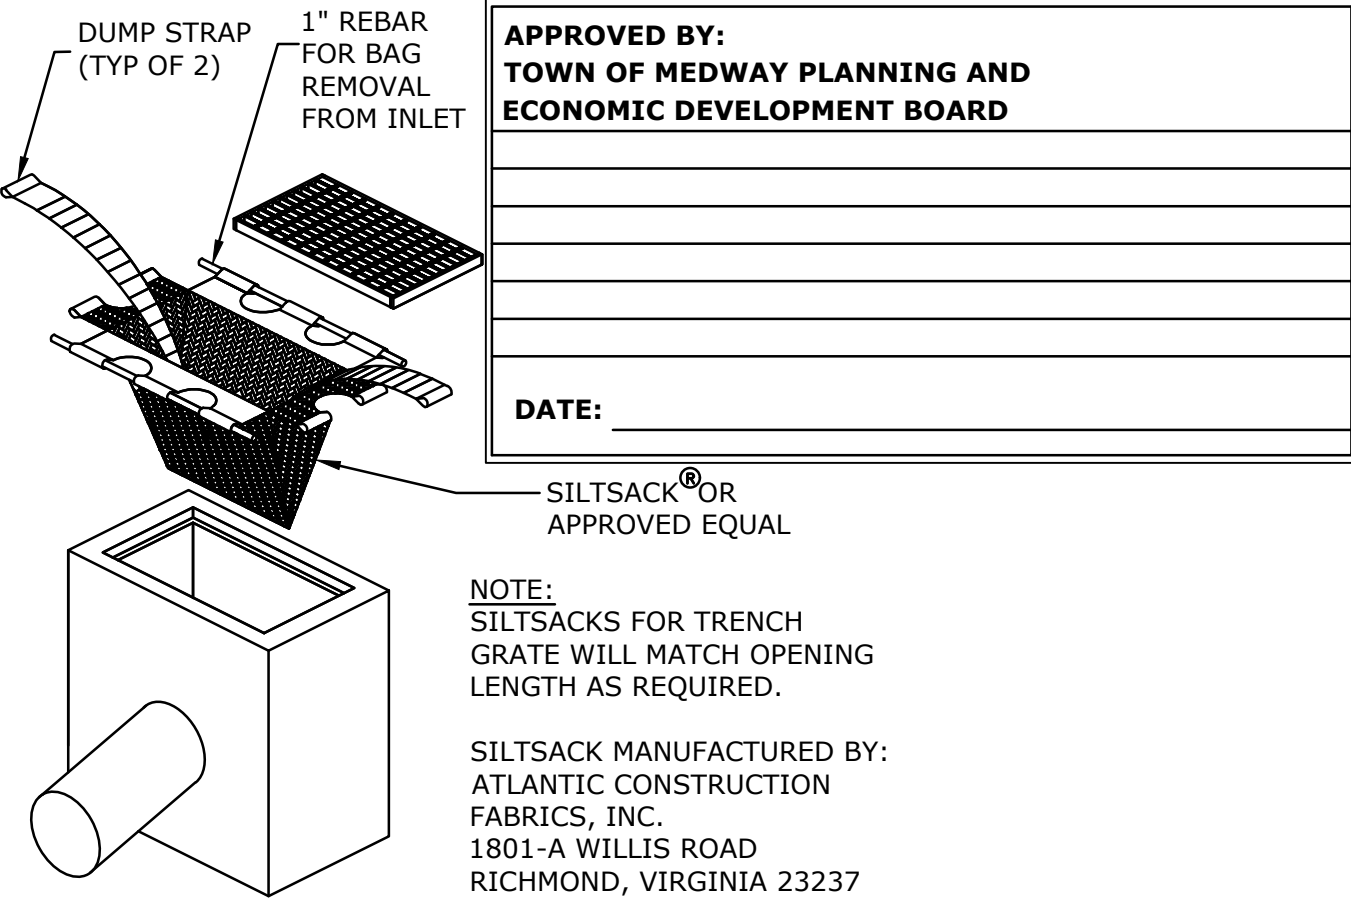 DUMP STRAP
(TYP OF 2)
1" REBAR
FOR BAG
REMOVAL
FROM INLET
APPROVED BY:
TOWN OF MEDWAY PLANNING AND
ECONOMIC DEVELOPMENT BOARD
DATE:
SILTSACK® OR
APPROVED EQUAL
NOTE:
SILTSACKS FOR TRENCH
GRATE WILL MATCH OPENING
LENGTH AS REQUIRED.
SILTSACK MANUFACTURED BY:
ATLANTIC CONSTRUCTION
FABRICS, INC.
1801-A WILLIS ROAD
RICHMOND, VIRGINIA 23237